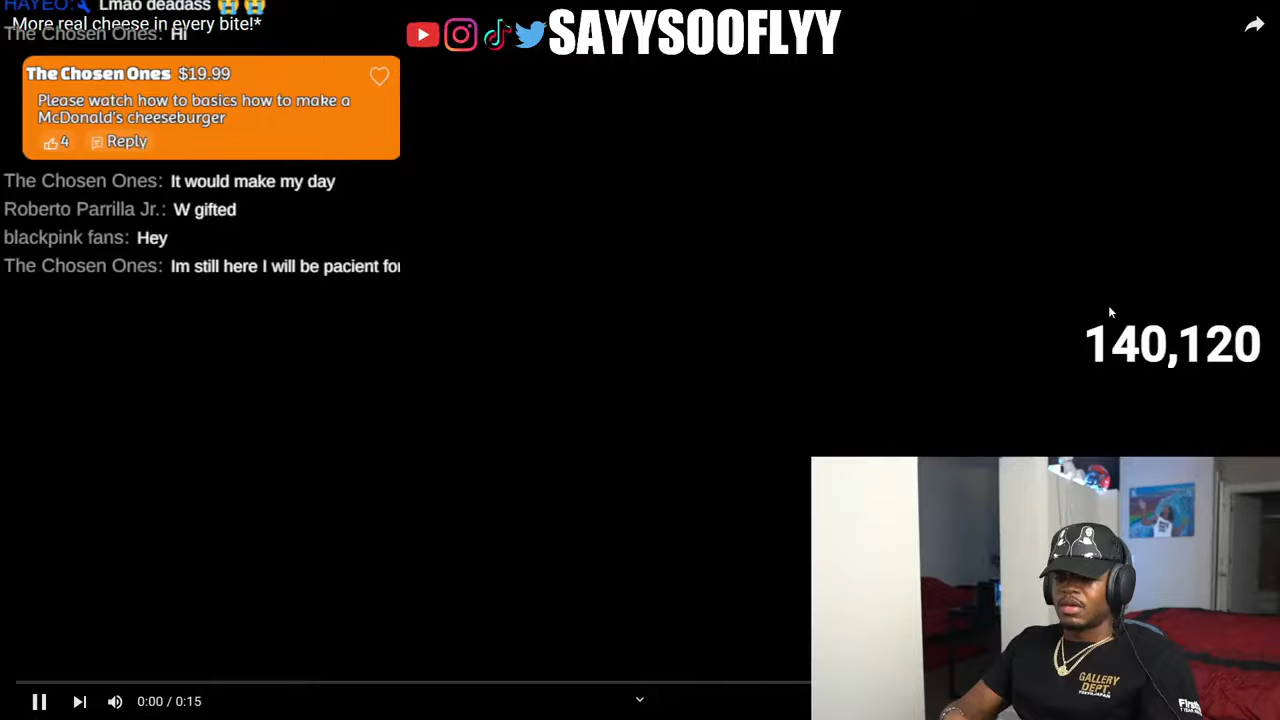 HAYEO: Lmao deadass 😭😭
More real cheese in every bite!*
The Chosen Ones: Hi
SAYYSOOFLYY
The Chosen Ones $19.99
Please watch how to basics how to make a
McDonald's cheeseburger
4 Reply
The Chosen Ones: It would make my day
Roberto Parrilla Jr.: W gifted
blackpink fans: Hey
The Chosen Ones: Im still here I will be pacient for
140,120
GALLERY
DEPT.
0:00 / 0:15